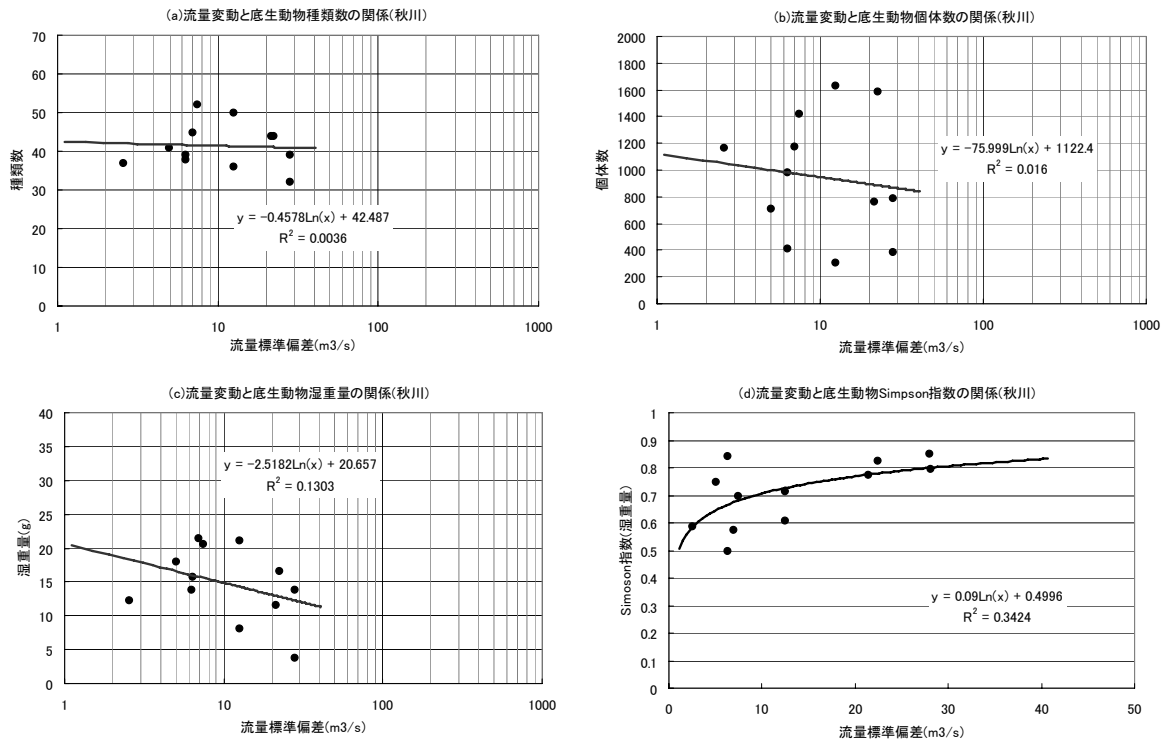 (a)流量変動と底生動物種類数の関係(秋川)
70
60
50
40
30
20
10
0
種類数
y = −0.4578Ln(x) + 42.487
R2 = 0.0036
1 10 100 1000
流量標準偏差(m3/s)
(b)流量変動と底生動物個体数の関係(秋川)
2000
1800
1600
1400
1200
1000
800
600
400
200
0
個体数
y = −75.999Ln(x) + 1122.4
R2 = 0.016
1 10 100 1000
流量標準偏差(m3/s)
(c)流量変動と底生動物湿重量の関係(秋川)
40
35
30
25
20
15
10
5
0
湿重量(g)
y = −2.5182Ln(x) + 20.657
R2 = 0.1303
1 10 100 1000
流量標準偏差(m3/s)
(d)流量変動と底生動物Simpson指数の関係(秋川)
1
0.9
0.8
0.7
0.6
0.5
0.4
0.3
0.2
0.1
0
Simoson指数(湿重量)
y = 0.09Ln(x) + 0.4996
R2 = 0.3424
0 10 20 30 40 50
流量標準偏差(m3/s)